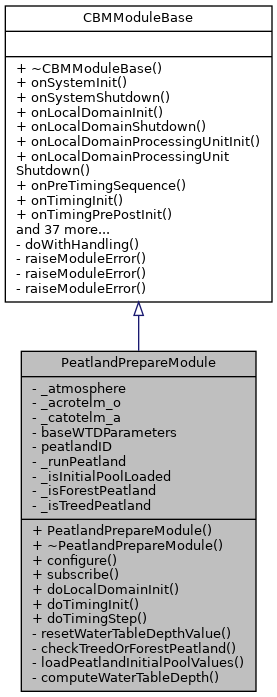 CBMModuleBase
+ ~CBMModuleBase()
+ onSystemInit()
+ onSystemShutdown()
+ onLocalDomainInit()
+ onLocalDomainShutdown()
+ onLocalDomainProcessingUnitInit()
+ onLocalDomainProcessingUnit
Shutdown()
+ onPreTimingSequence()
+ onTimingInit()
+ onTimingPrePostInit()
and 37 more...
- doWithHandling()
- raiseModuleError()
- raiseModuleError()
- raiseModuleError()
PeatlandPrepareModule
- _atmosphere
- _acrotelm_o
- _catotelm_a
- baseWTDParameters
- peatlandID
- _runPeatland
- _isInitialPoolLoaded
- _isForestPeatland
- _isTreedPeatland
+ PeatlandPrepareModule()
+ ~PeatlandPrepareModule()
+ configure()
+ subscribe()
+ doLocalDomainInit()
+ doTimingInit()
+ doTimingStep()
- resetWaterTableDepthValue()
- checkTreedOrForestPeatland()
- loadPeatlandInitialPoolValues()
- computeWaterTableDepth()